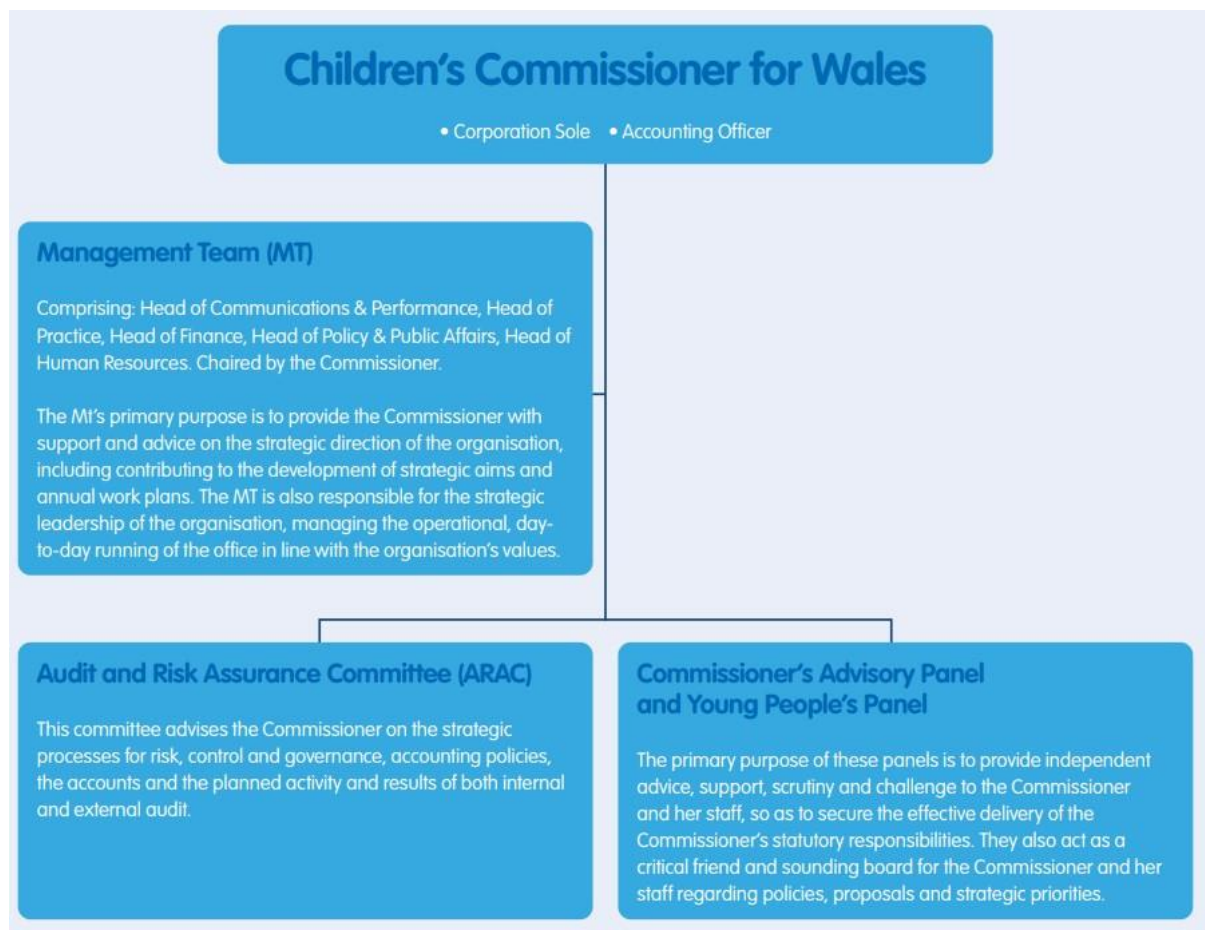 Children's Commissioner for Wales
• Corporation Sole • Accounting Officer
Management Team (MT)
Comprising: Head of Communications & Performance, Head of
Practice, Head of Finance, Head of Policy & Public Affairs, Head of
Human Resources. Chaired by the Commissioner.
The Mt's primary purpose is to provide the Commissioner with
support and advice on the strategic direction of the organisation,
including contributing to the development of strategic aims and
annual work plans. The MT is also responsible for the strategic
leadership of the organisation, managing the operational, day-
to-day running of the office in line with the organisation's values.
Audit and Risk Assurance Committee (ARAC)
This committee advises the Commissioner on the strategic
processes for risk, control and governance, accounting policies,
the accounts and the planned activity and results of both internal
and external audit.
Commissioner's Advisory Panel
and Young People's Panel
The primary purpose of these panels is to provide independent
advice, support, scrutiny and challenge to the Commissioner
and her staff, so as to secure the effective delivery of the
Commissioner's statutory responsibilities. They also act as a
critical friend and sounding board for the Commissioner and her
staff regarding policies, proposals and strategic priorities.